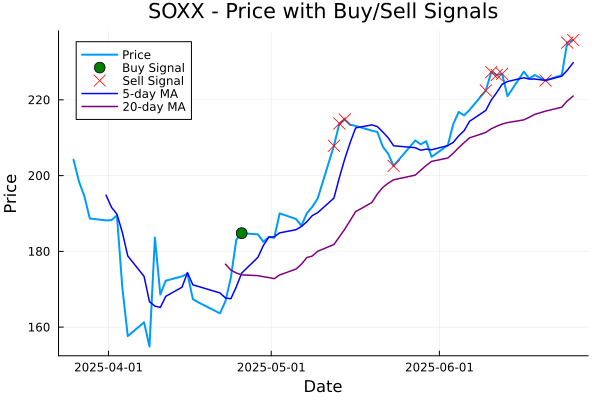 SOXX - Price with Buy/Sell Signals
Price
Buy Signal
Sell Signal
5-day MA
20-day MA
220
200
180
160
Price
2025-04-01
2025-05-01
2025-06-01
Date